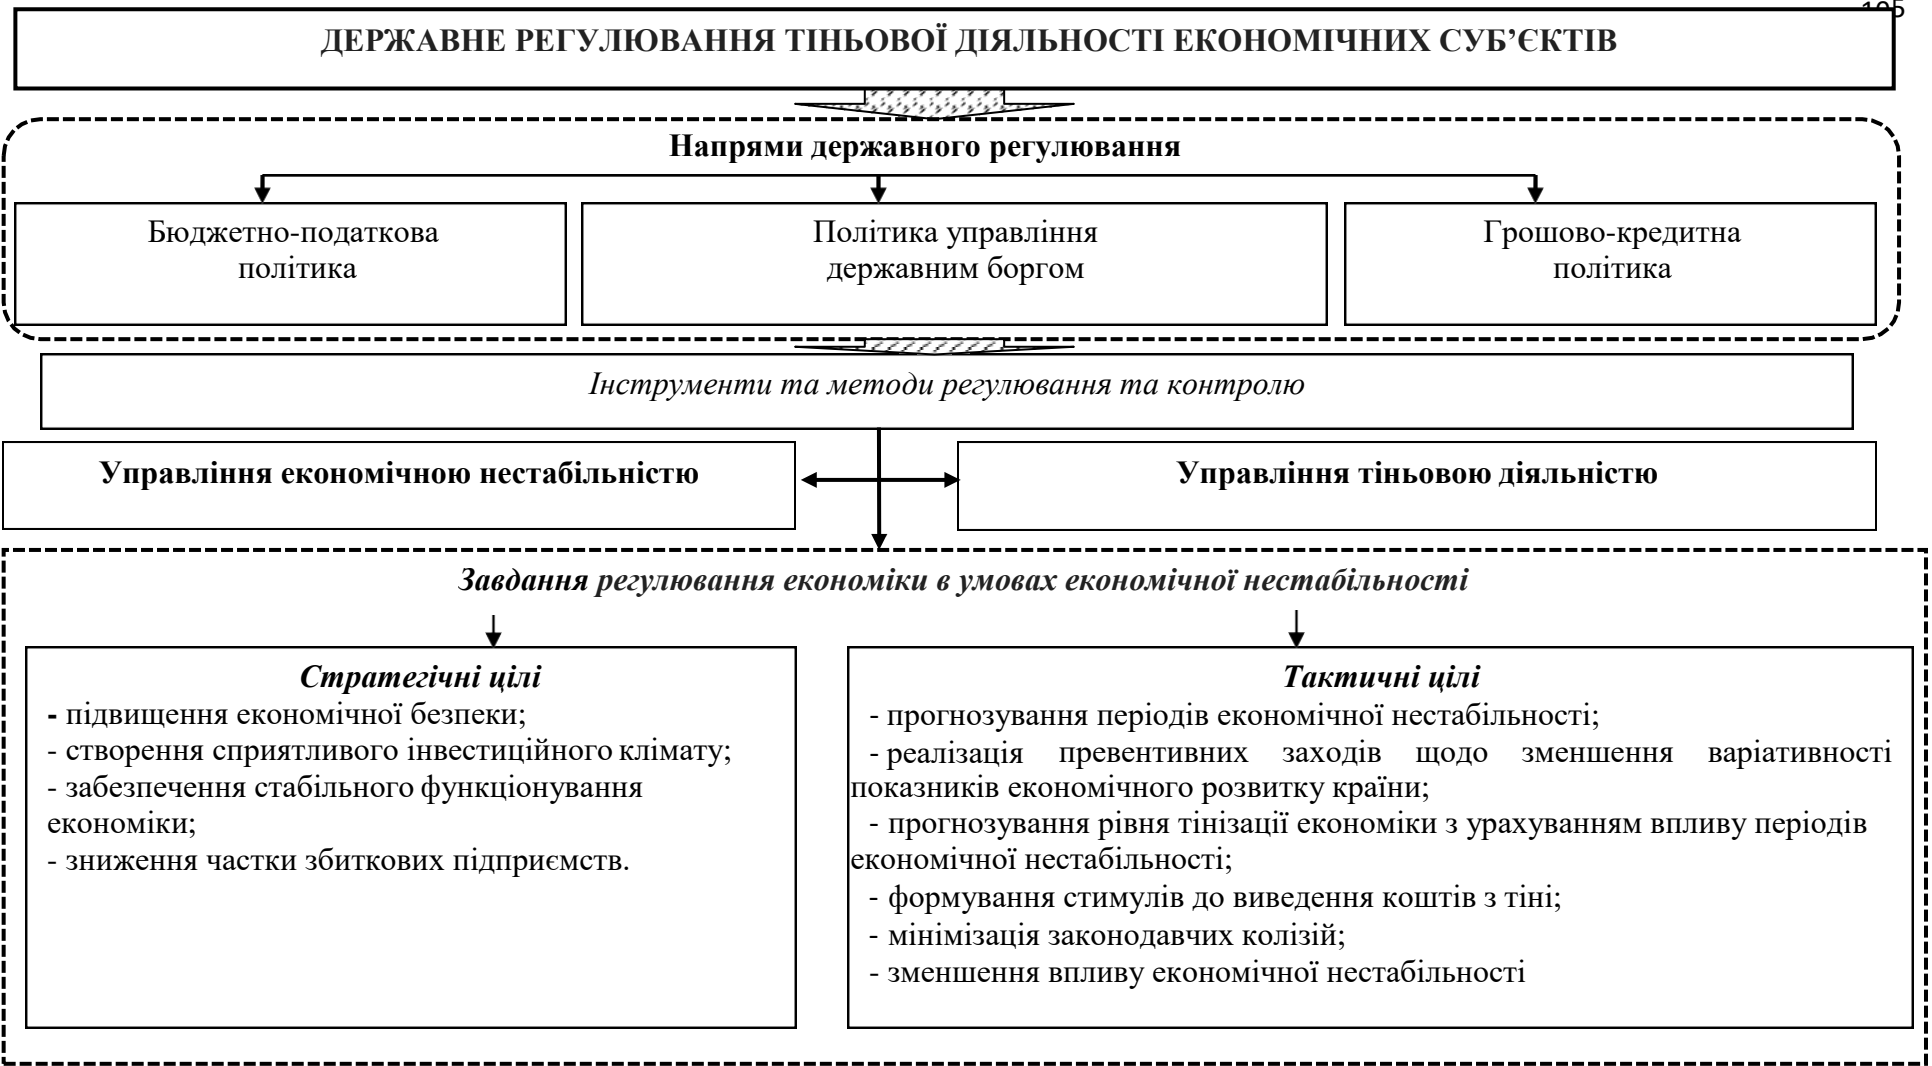 ДЕРЖАВНЕ РЕГУЛЮВАННЯ ТІНЬОВОЇ ДІЯЛЬНОСТІ ЕКОНОМІЧНИХ СУБ’ЄКТІВ
Напрями державного регулювання
Бюджетно-податкова
політика
Політика управління
державним боргом
Грошово-кредитна
політика
Інструменти та методи регулювання та контролю
Управління економічною нестабільністю
Управління тіньовою діяльністю
Завдання регулювання економіки в умовах економічної нестабільності
Стратегічні цілі
- підвищення економічної безпеки;
- створення сприятливого інвестиційного клімату;
- забезпечення стабільного функціонування
економіки;
- зниження частки збиткових підприємств.
Тактичні цілі
- прогнозування періодів економічної нестабільності;
- реалізація превентивних заходів щодо зменшення варіативності
показників економічного розвитку країни;
- прогнозування рівня тінізації економіки з урахуванням впливу періодів
економічної нестабільності;
- формування стимулів до виведення коштів з тіні;
- мінімізація законодавчих колізій;
- зменшення впливу економічної нестабільності